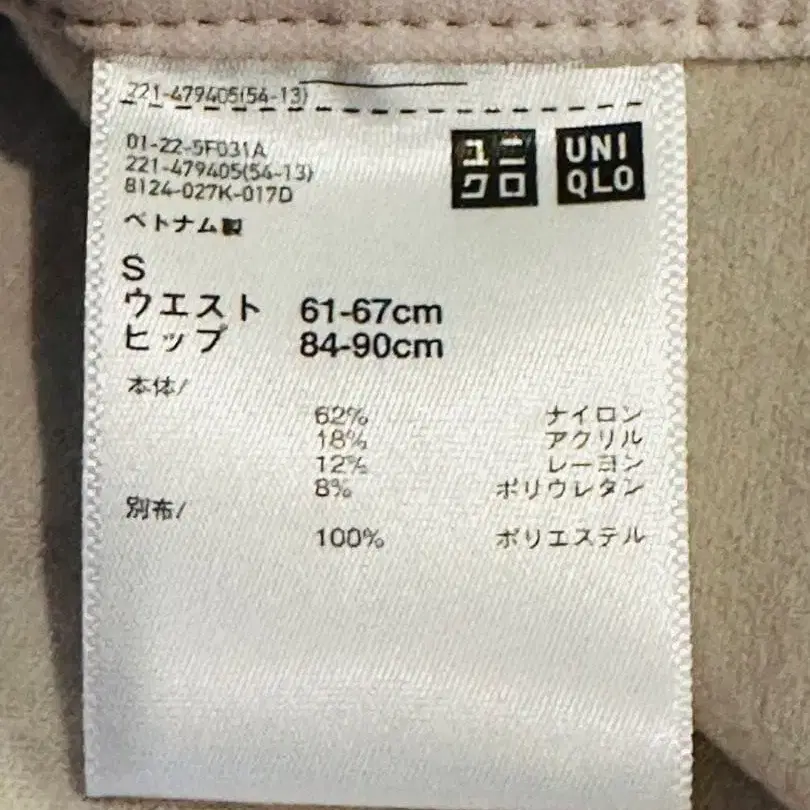 221-479405(54-13)
01-22-5F031A
221-479405(54-13)
8124-027K-017D
ベトナム製
ユニ
クロ
UNI
QLO
S
ウエスト 61-67cm
ヒップ 84-90cm
本体/
62% ナイロン
18% アクリル
12% レーヨン
8% ポリウレタン
別布/
100% ポリエステル